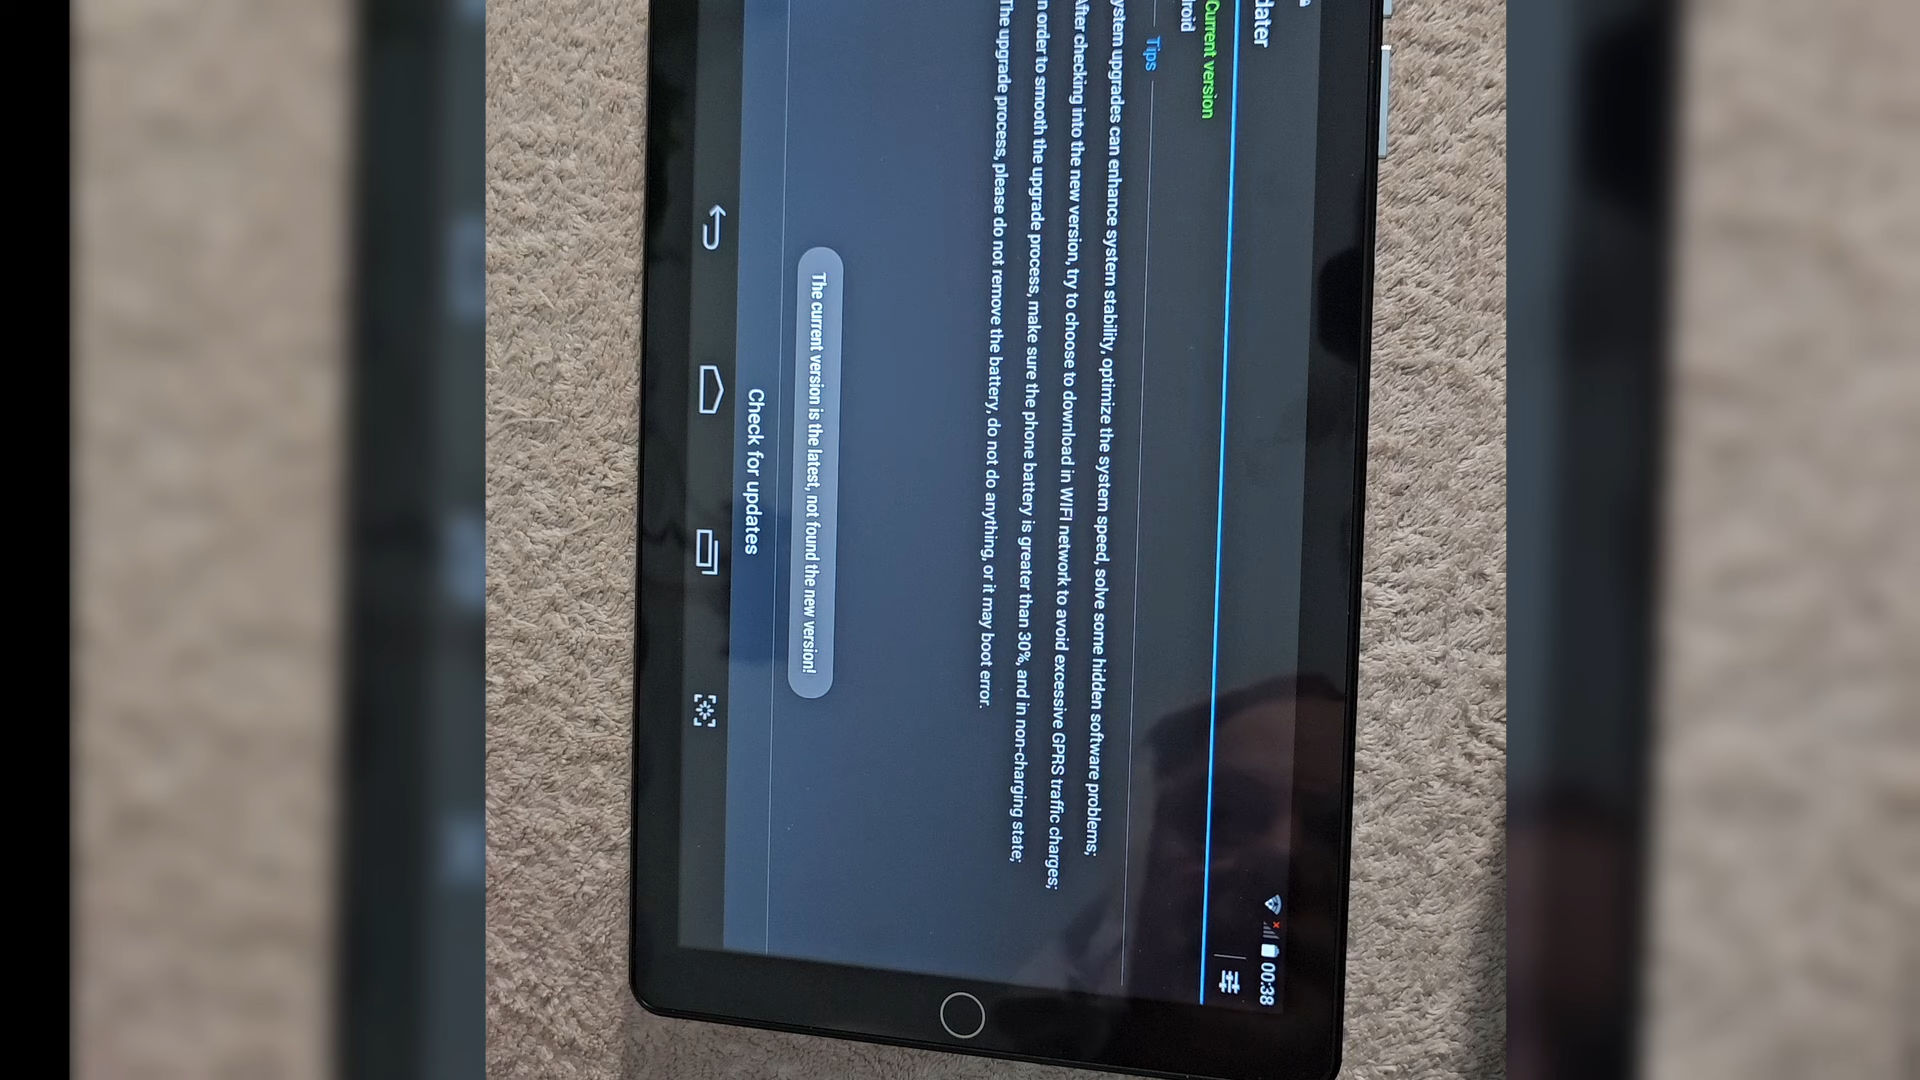 00:38
Current version
Tips
upgrades can enhance system stability, optimize the system speed, solve some hidden software problems;
After checking into the new version, try to choose to download in WIFI network to avoid excessive GPRS traffic charges;
order to smooth the upgrade process, make sure the phone battery is greater than 30%, and in non-charging state;
The upgrade process, please do not remove the battery, do not do anything, or it may boot error.
The current version is the latest, not found the new version!
Check for updates